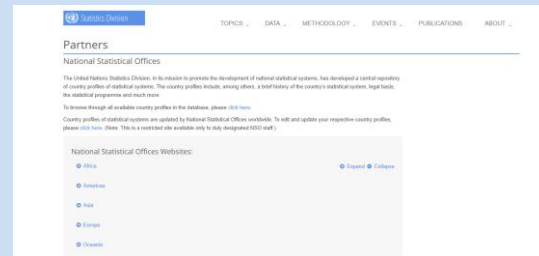 Statistics Division
TOPICS DATA METHODOLOGY EVENTS PUBLICATIONS ABOUT
Partners
National Statistical Offices
The United Nations Statistics Division, in its mission to promote the development of national statistical systems, has developed a central repository
of country profiles of statistical systems. The country profiles include, among others, a brief history of the country's statistical system, legal basis,
the statistical programme and much more.
To browse through all available country profiles in the database, please click here.
Country profiles of statistical systems are updated by National Statistical Offices worldwide. To edit and update your respective country profiles,
please click here. (Note: This is a restricted site available only to duly designated NSO staff.)
National Statistical Offices Websites:
Africa Expand Collapse
Americas
Asia
Europe
Oceania